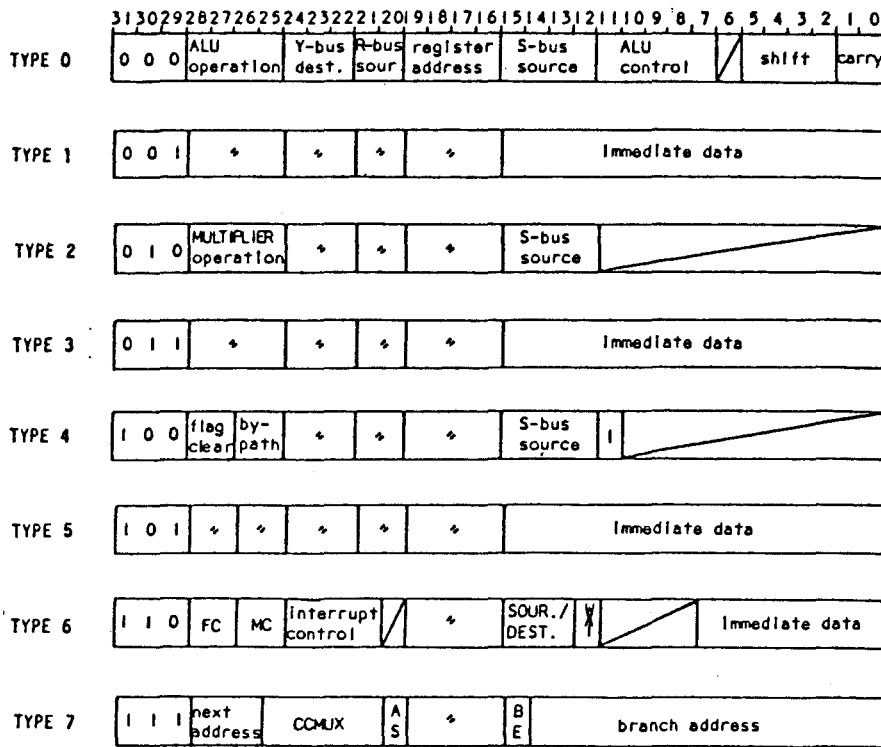 31 30 29 28 27 26 25 24 23 22 21 20 19 18 17 16 15 14 13 12 11 10 9 8 7 6 5 4 3 2 1 0
TYPE 0
0 0 0
ALU
operation
Y-bus
dest.
R-bus
sour.
register
address
S-bus
source
ALU
control
shift
carry
TYPE 1
0 0 1
〃
〃
〃
〃
Immediate data
TYPE 2
0 1 0
MULTIPLIER
operation
〃
〃
〃
S-bus
source
TYPE 3
0 1 1
〃
〃
〃
〃
Immediate data
TYPE 4
1 0 0
flag
clear
by-
path
〃
〃
〃
S-bus
source
1
TYPE 5
1 0 1
〃
〃
〃
〃
〃
Immediate data
TYPE 6
1 1 0
FC
MC
interrupt
control
〃
SOUR./
DEST.
Immediate data
TYPE 7
1 1 1
next
address
CCMUX
A
S
〃
B
E
branch address